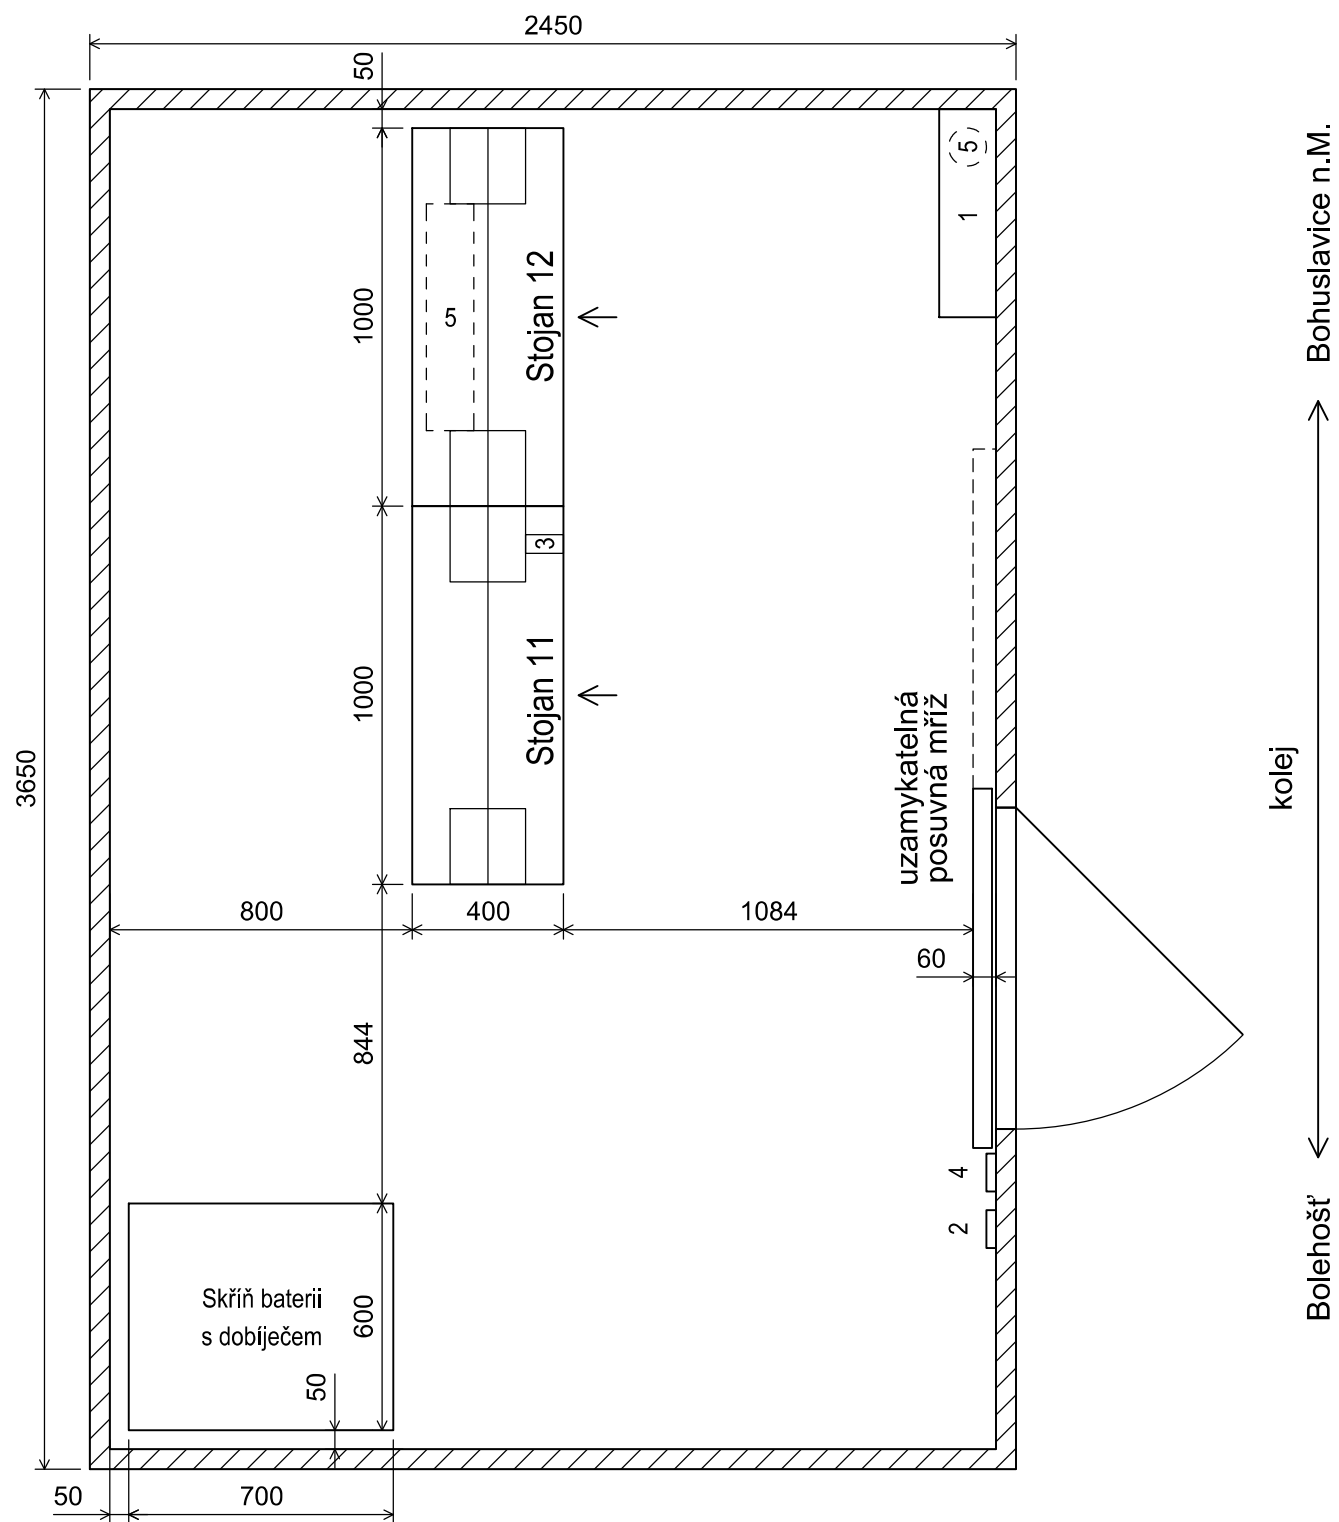 2450
50
Bohuslavice n.M.
5
1
Stojan 12
5
1000
3
Stojan 11
1000
uzamykatelná
posuvná mříž
3650
kolej
800
400
1084
60
844
4
2
Bolehošť
Skříň baterii
s dobíječem
600
50
50
700